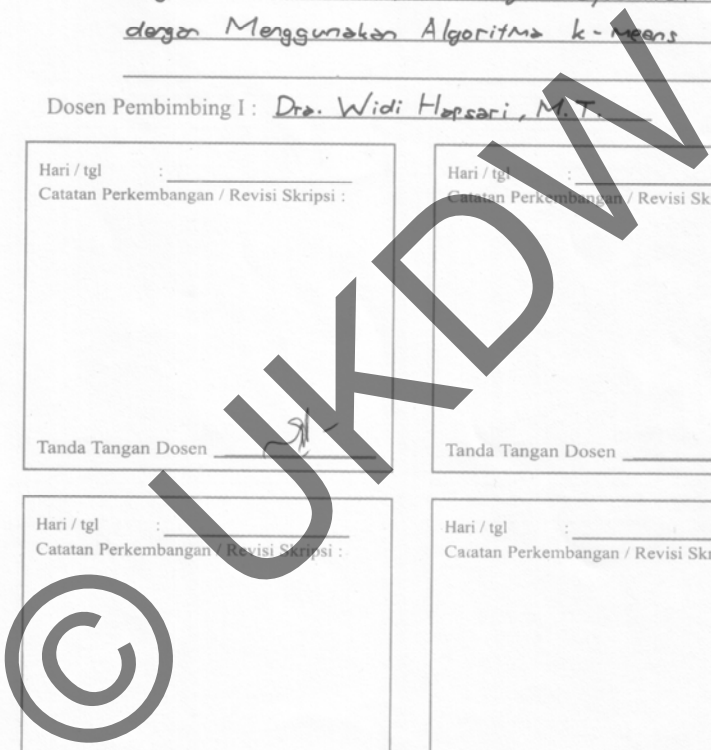 dengan Menggunakan Algoritma k-means
Dosen Pembimbing I : Dra. Widi Hapsari, M.T.
Hari / tgl :
Catatan Perkembangan / Revisi Skripsi :
Tanda Tangan Dosen
Hari / tgl :
Catatan Perkembangan / Revisi Sk
Tanda Tangan Dosen
Hari / tgl :
Catatan Perkembangan / Revisi Skripsi :
Hari / tgl :
Catatan Perkembangan / Revisi Skr
© UKDW